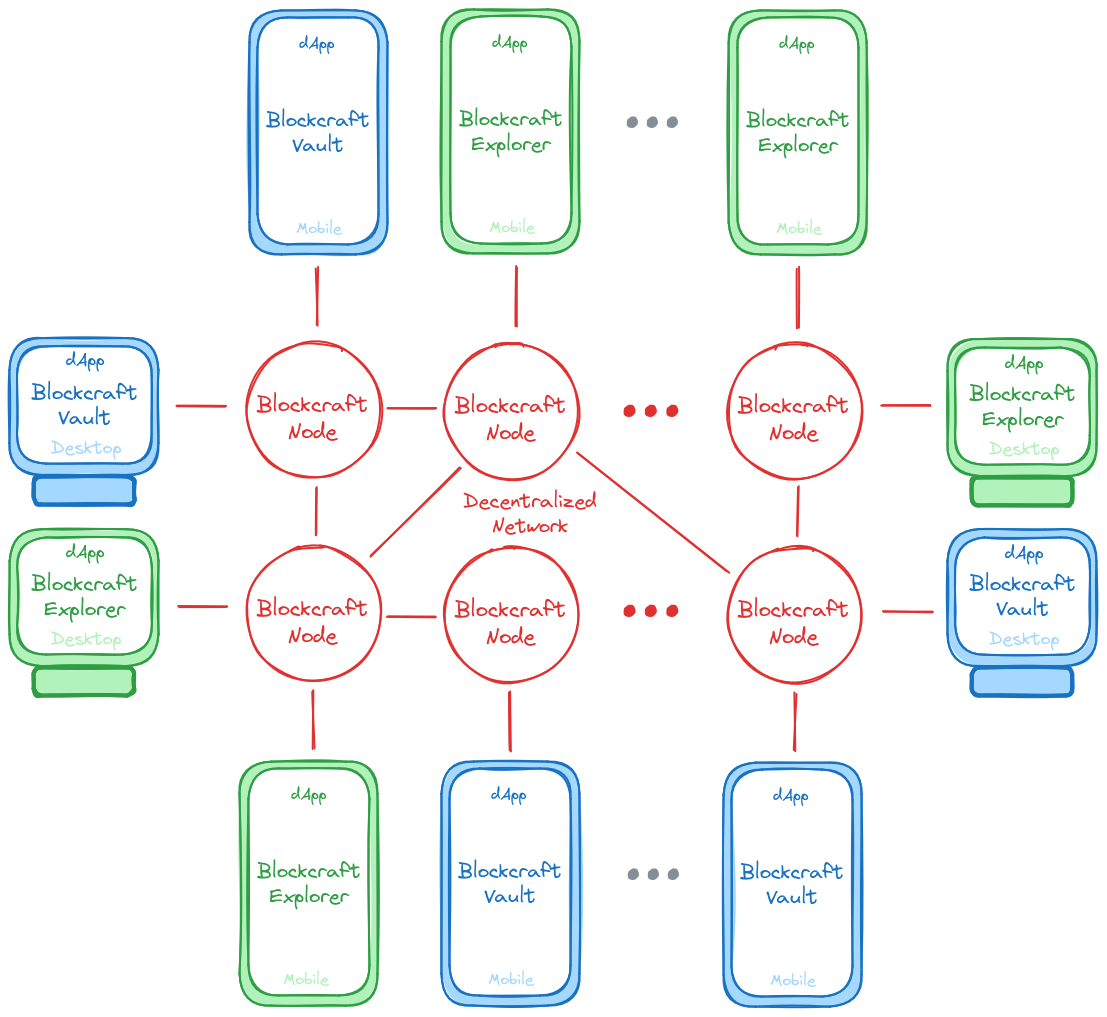 dApp
Blockcraft
Vault
Mobile
dApp
Blockcraft
Explorer
Mobile
dApp
Blockcraft
Explorer
Mobile
dApp
Blockcraft
Vault
Desktop
Blockcraft
Node
Blockcraft
Node
Blockcraft
Node
dApp
Blockcraft
Explorer
Desktop
Decentralized
Network
dApp
Blockcraft
Explorer
Desktop
Blockcraft
Node
Blockcraft
Node
Blockcraft
Node
dApp
Blockcraft
Vault
Desktop
dApp
Blockcraft
Explorer
Mobile
dApp
Blockcraft
Vault
Mobile
dApp
Blockcraft
Vault
Mobile